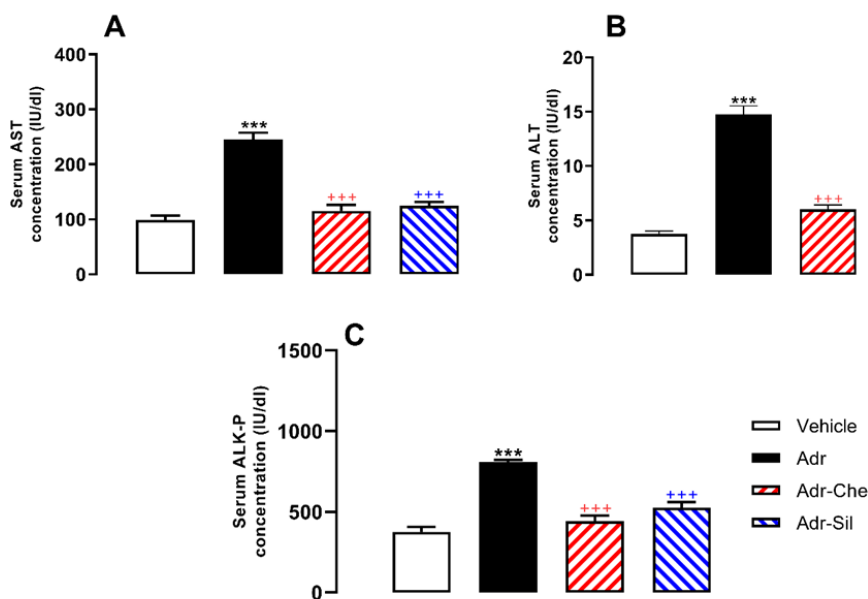 A
Serum AST
concentration (IU/dl)
400
300
200
100
0
***
+++
+++
B
Serum ALT
concentration (IU/dl)
20
15
10
5
0
***
+++
C
Serum ALK-P
concentration (IU/dl)
1500
1000
500
0
***
+++
+++
Vehicle
Adr
Adr-Che
Adr-Sil